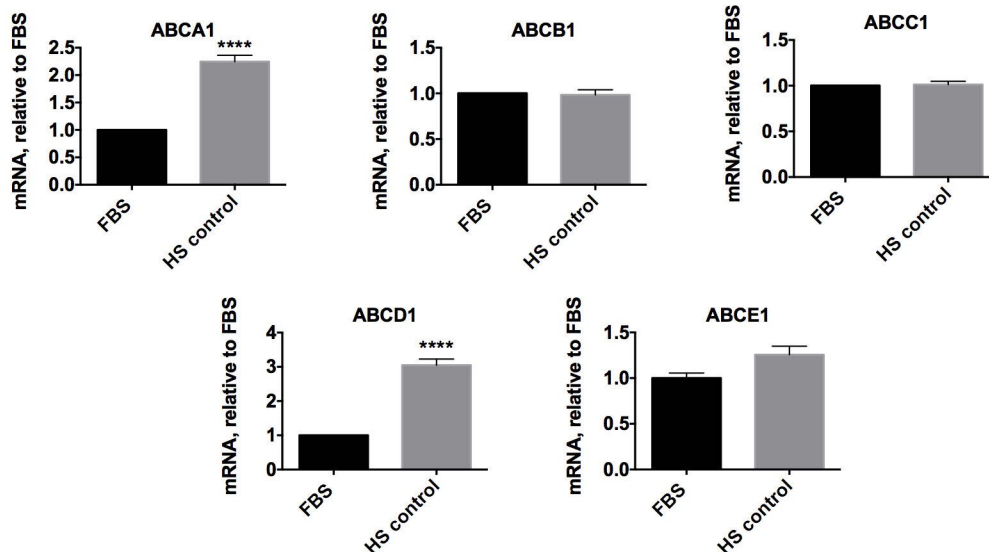 ABCA1
****
mRNA, relative to FBS
2.5
2.0
1.5
1.0
0.5
0.0
FBS
HS control
ABCB1
mRNA, relative to FBS
1.5
1.0
0.5
0.0
FBS
HS control
ABCC1
mRNA, relative to FBS
1.5
1.0
0.5
0.0
FBS
HS control
ABCD1
****
mRNA, relative to FBS
4
3
2
1
0
FBS
HS control
ABCE1
mRNA, relative to FBS
1.5
1.0
0.5
0.0
FBS
HS control